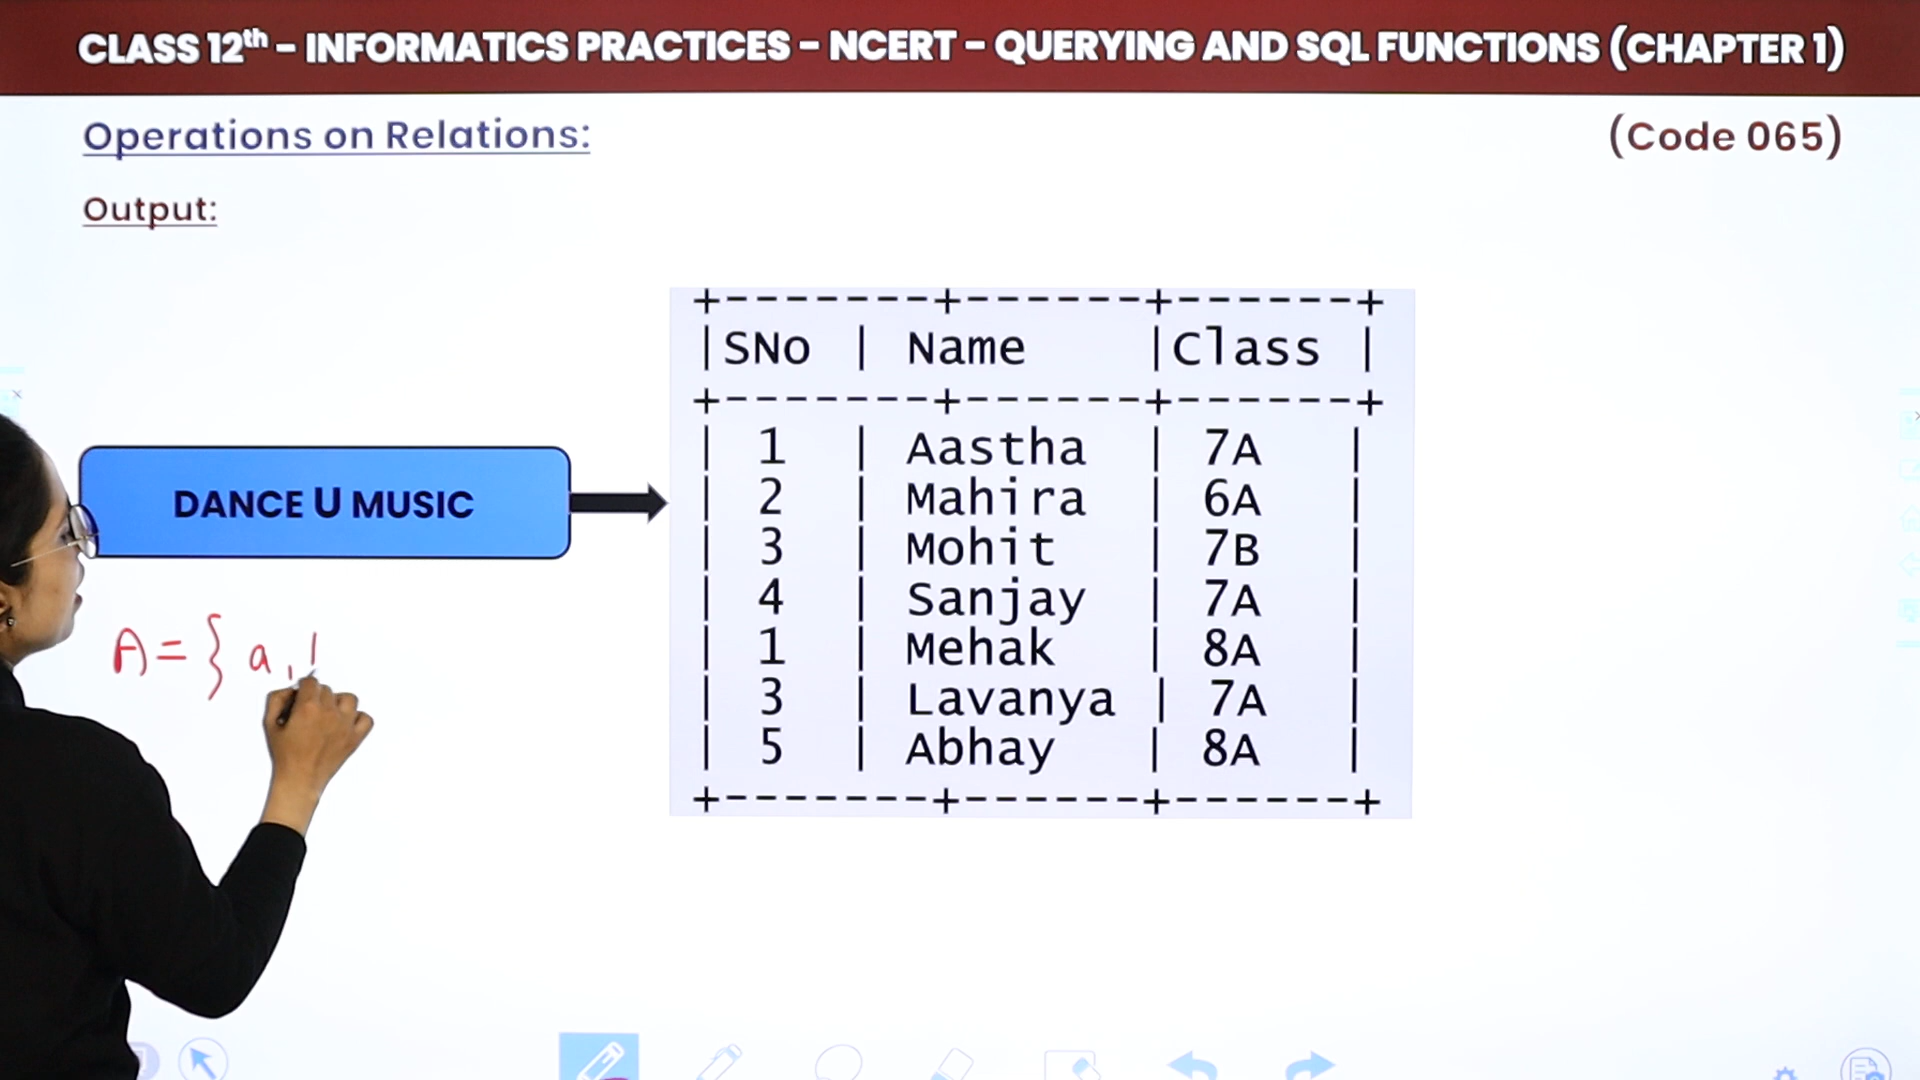 CLASS 12th – INFORMATICS PRACTICES – NCERT – QUERYING AND SQL FUNCTIONS (CHAPTER 1)
Operations on Relations:
(Code 065)
Output:
+-------+------+------+
|SNo | Name |Class |
+-------+------+------+
| 1 | Aastha | 7A |
| 2 | Mahira | 6A |
| 3 | Mohit | 7B |
| 4 | Sanjay | 7A |
| 1 | Mehak | 8A |
| 3 | Lavanya | 7A |
| 5 | Abhay | 8A |
+-------+------+------+
DANCE U MUSIC
A = { a ,